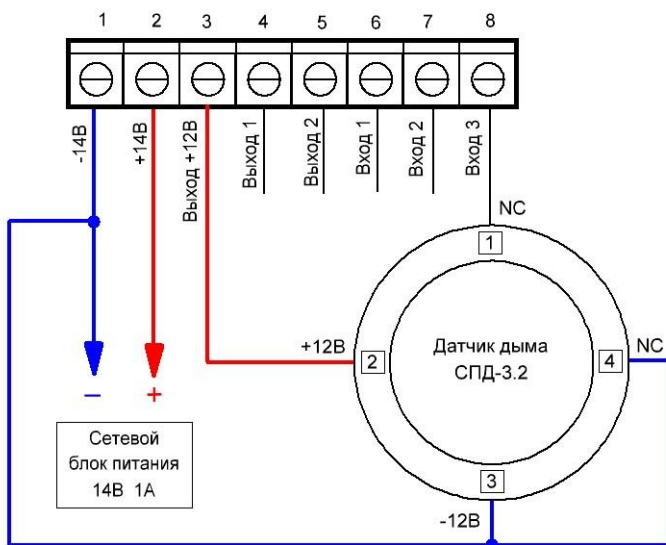 1 2 3 4 5 6 7 8
-14В
+14В
Выход +12В
Выход 1
Выход 2
Вход 1
Вход 2
Вход 3
NC
1
+12В
2
Датчик дыма
СПД-3.2
4
NC
3
-12В
– +
Сетевой
блок питания
14В 1А